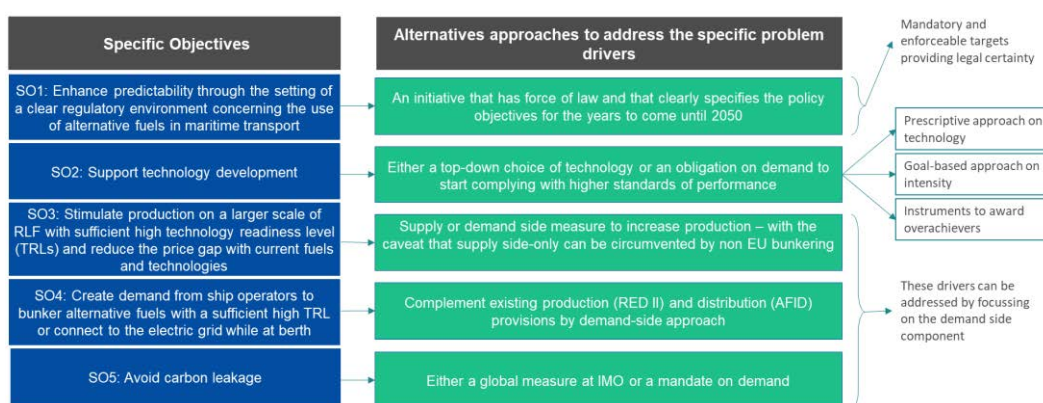 Specific Objectives
Alternatives approaches to address the specific problem
drivers
Mandatory and
enforceable targets
providing legal certainty
SO1: Enhance predictability through the setting of
a clear regulatory environment concerning the use
of alternative fuels in maritime transport
An initiative that has force of law and that clearly specifies the policy
objectives for the years to come until 2050
SO2: Support technology development
Either a top-down choice of technology or an obligation on demand to
start complying with higher standards of performance
Prescriptive approach on
technology
Goal-based approach on
intensity
Instruments to award
overachievers
SO3: Stimulate production on a larger scale of
RLF with sufficient high technology readiness level
(TRLs) and reduce the price gap with current fuels
and technologies
Supply or demand side measure to increase production – with the
caveat that supply side-only can be circumvented by non EU bunkering
SO4: Create demand from ship operators to
bunker alternative fuels with a sufficient high TRL
or connect to the electric grid while at berth
Complement existing production (RED II) and distribution (AFID)
provisions by demand-side approach
These drivers can be
addressed by focussing
on the demand side
component
SO5: Avoid carbon leakage
Either a global measure at IMO or a mandate on demand